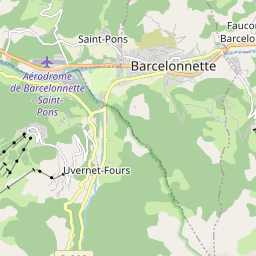 Saint-Pons
Faucon
Barcelo
Barcelonnette
Aérodrome
de Barcelonnette
- Saint-
Pons
Uvernet-Fours